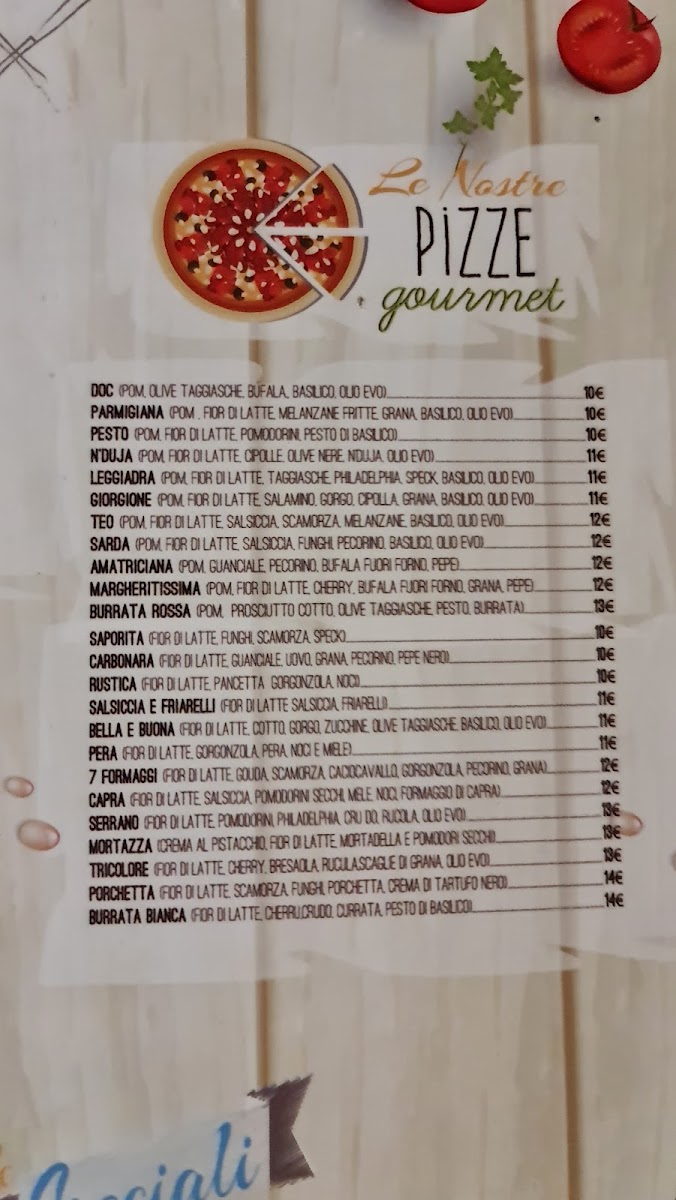 Le Nostre
PiZZE
gourmet
DOC (POM, OLIVE TAGGIASCHE, BUFALA, BASILICO, OLIO EVO) 10€
PARMIGIANA (POM , FIOR DI LATTE, MELANZANE FRITTE, GRANA, BASILICO, OLIO EVO) 10€
PESTO (POM, FIOR DI LATTE, POMODORINI, PESTO DI BASILICO) 10€
N'DUJA (POM, FIOR DI LATTE, CIPOLLE, OLIVE NERE, N'DUJA, OLIO EVO) 11€
LEGGIADRA (POM, FIOR DI LATTE, TAGGIASCHE, PHILADELPHIA, SPECK, BASILICO, OLIO EVO) 11€
GIORGIONE (POM, FIOR DI LATTE, SALAMINO, GORGO, CIPOLLA, GRANA, BASILICO, OLIO EVO) 11€
TEO (POM, FIOR DI LATTE, SALSICCIA, SCAMORZA, MELANZANE, BASILICO, OLIO EVO) 12€
SARDA (POM, FIOR DI LATTE, SALSICCIA, FUNGHI, PECORINO, BASILICO, OLIO EVO) 12€
AMATRICIANA (POM, GUANCIALE, PECORINO, BUFALA FUORI FORNO, PEPE) 12€
MARGHERITISSIMA (POM, FIOR DI LATTE, CHERRY, BUFALA FUORI FORNO, GRANA, PEPE) 12€
BURRATA ROSSA (POM, PROSCIUTTO COTTO, OLIVE TAGGIASCHE, PESTO, BURRATA) 13€
SAPORITA (FIOR DI LATTE, FUNGHI, SCAMORZA, SPECK) 10€
CARBONARA (FIOR DI LATTE, GUANCIALE, UOVO, GRANA, PECORINO, PEPE NERO) 10€
RUSTICA (FIOR DI LATTE, PANCETTA GORGONZOLA, NOCI) 10€
SALSICCIA E FRIARELLI (FIOR DI LATTE SALSICCIA, FRIARELLI) 11€
BELLA E BUONA (FIOR DI LATTE, COTTO, GORGO, ZUCCHINE, OLIVE TAGGIASCHE, BASILICO, OLIO EVO) 11€
PERA (FIOR DI LATTE, GORGONZOLA, PERA, NOCI E MIELE) 11€
7 FORMAGGI (FIOR DI LATTE, GOUDA, SCAMORZA, CACIOCAVALLO, GORGONZOLA, PECORINO, GRANA) 12€
CAPRA (FIOR DI LATTE, SALSICCIA, POMODORINI SECCHI, MELE, NOCI, FORMAGGIO DI CAPRA) 12€
SERRANO (FIOR DI LATTE, POMODORINI, PHILADELPHIA, CRU DO, RUCOLA, OLIO EVO) 13€
MORTAZZA (CREMA AL PISTACCHIO, FIOR DI LATTE, MORTADELLA E POMODORI SECCHI) 13€
TRICOLORE (FIOR DI LATTE, CHERRY, BRESAOLA, RUCULA,SCAGLIE DI GRANA, OLIO EVO) 13€
PORCHETTA (FIOR DI LATTE, SCAMORZA, FUNGHI, PORCHETTA, CREMA DI TARTUFO NERO) 14€
BURRATA BIANCA (FIOR DI LATTE, CHERRU,CRUDO, CURRATA, PESTO DI BASILICO) 14€